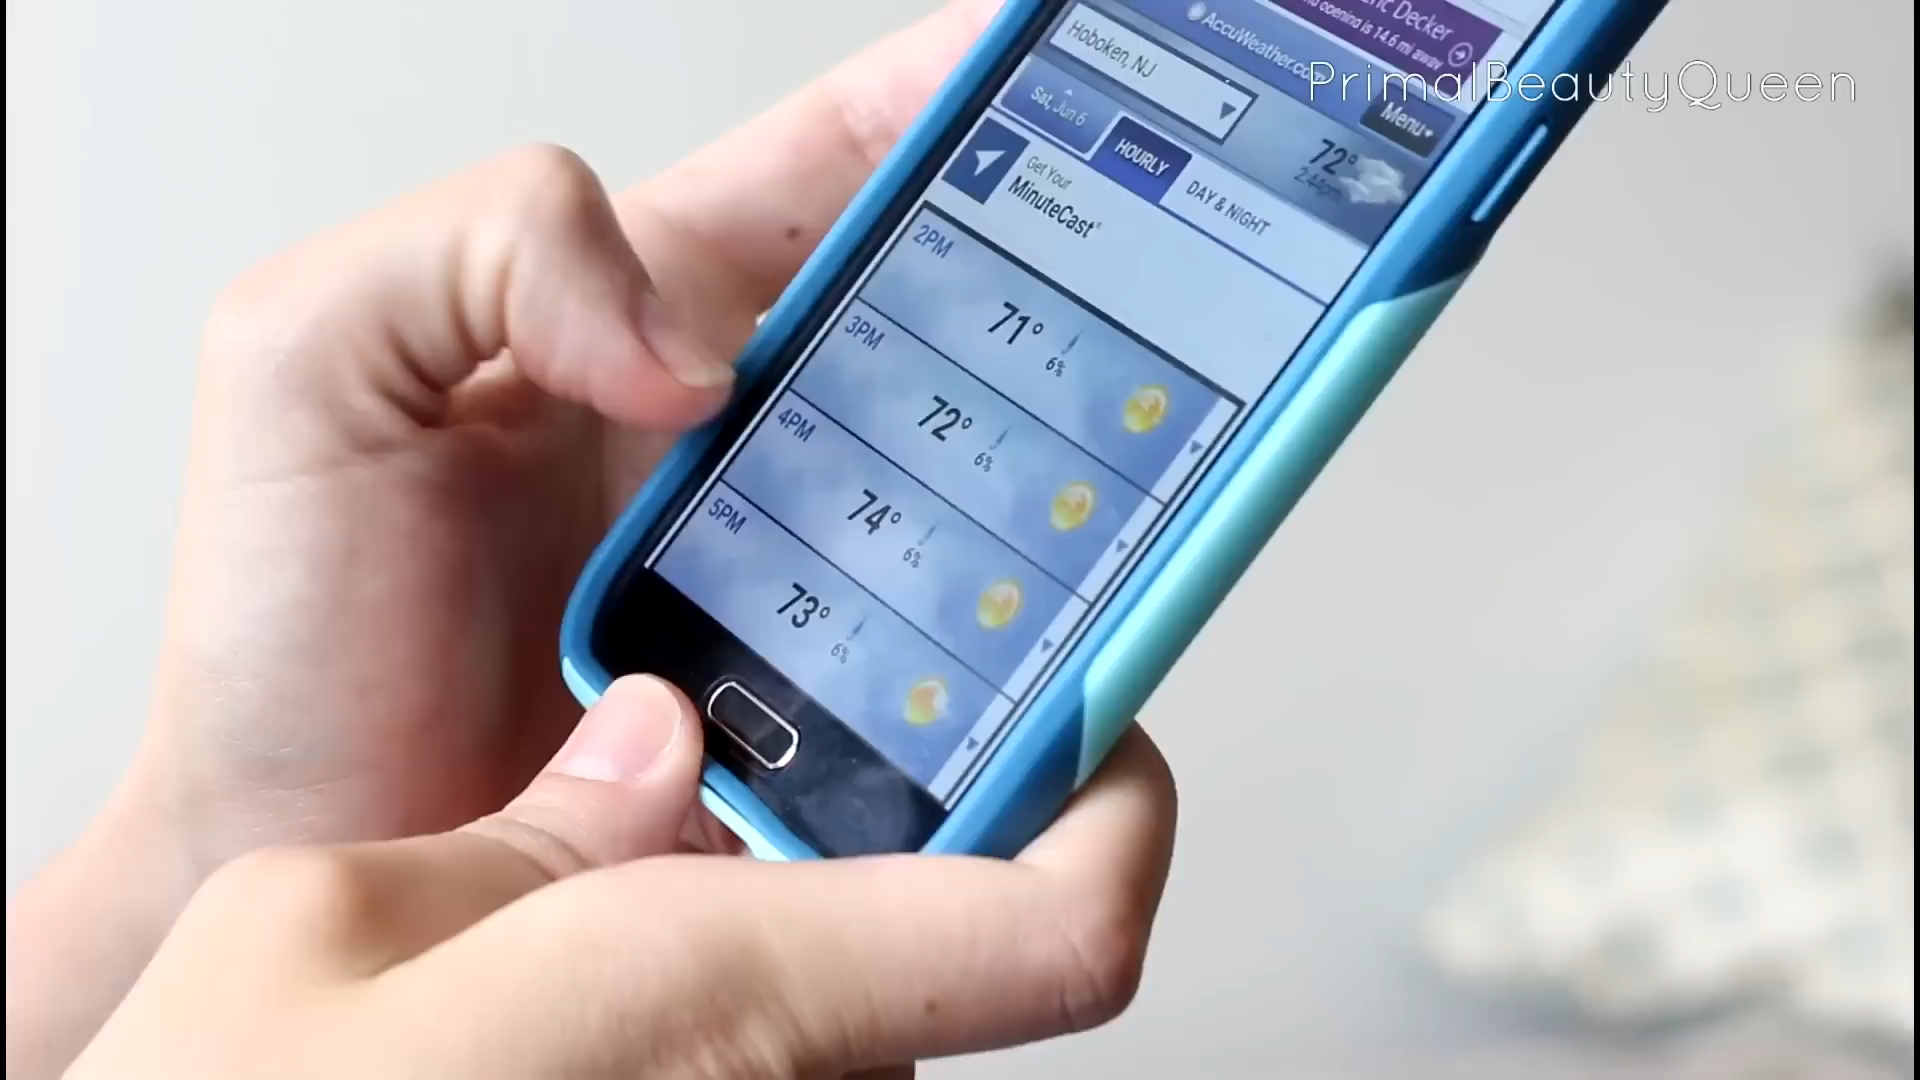 ric Decker
opening is 14.6 mi away
AccuWeather.com
PrimalBeautyQueen
Hoboken, NJ
Menu
Sat, Jun 6
HOURLY
DAY & NIGHT
72°
2:44pm
Get Your
MinuteCast®
2PM
71°
6%
3PM
72°
6%
4PM
74°
6%
5PM
73°
6%